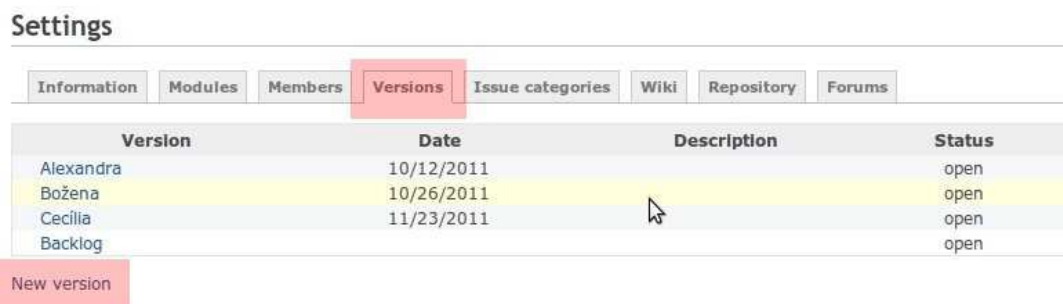 Settings
Information Modules Members Versions Issue categories Wiki Repository Forums
Version Date Description Status
Alexandra 10/12/2011 open
Božena 10/26/2011 open
Cecília 11/23/2011 open
Backlog open
New version